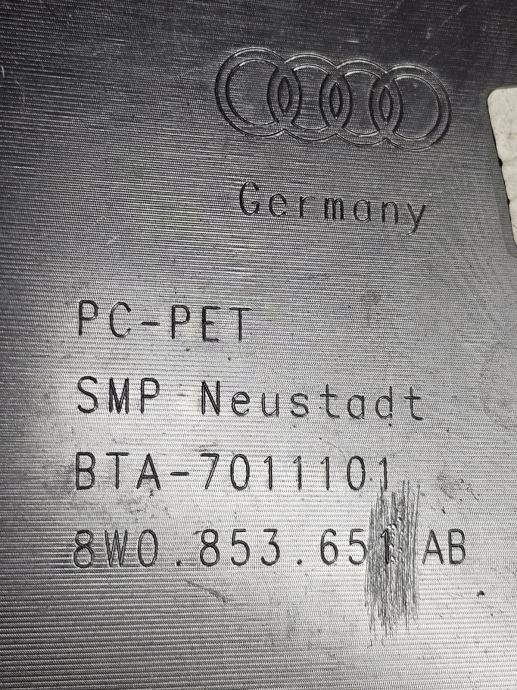 Germany
PC-PET
SMP Neustadt
BTA-7011101
8W0.853.651 AB